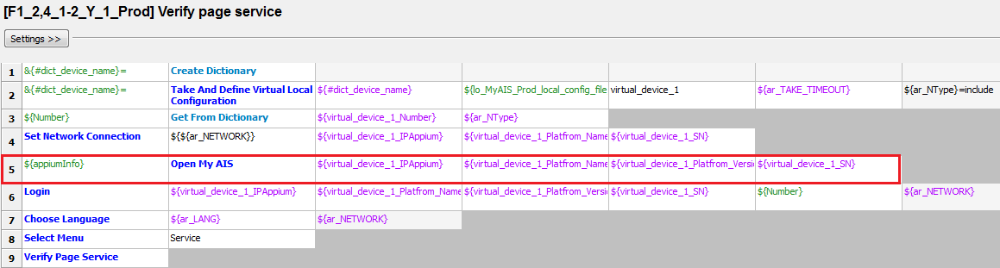 [F1_2,4_1-2_Y_1_Prod] Verify page service
Settings >>
1 &{#dict_device_name}= Create Dictionary
2 &{#dict_device_name}= Take And Define Virtual Local Configuration ${#dict_device_name} ${lo_MyAIS_Prod_local_config_file virtual_device_1 ${ar_TAKE_TIMEOUT} ${ar_NType}=include
3 ${Number} Get From Dictionary ${virtual_device_1_Number} ${ar_NType}
4 Set Network Connection ${${ar_NETWORK}} ${virtual_device_1_IPAppium} ${virtual_device_1_Platfrom_Name ${virtual_device_1_SN}
5 ${appiumInfo} Open My AIS ${virtual_device_1_IPAppium} ${virtual_device_1_Platfrom_Name ${virtual_device_1_Platfrom_Versio ${virtual_device_1_SN}
6 Login ${virtual_device_1_IPAppium} ${virtual_device_1_Platfrom_Name ${virtual_device_1_Platfrom_Versio ${virtual_device_1_SN} ${Number} ${ar_NETWORK}
7 Choose Language ${ar_LANG} ${ar_NETWORK}
8 Select Menu Service
9 Verify Page Service